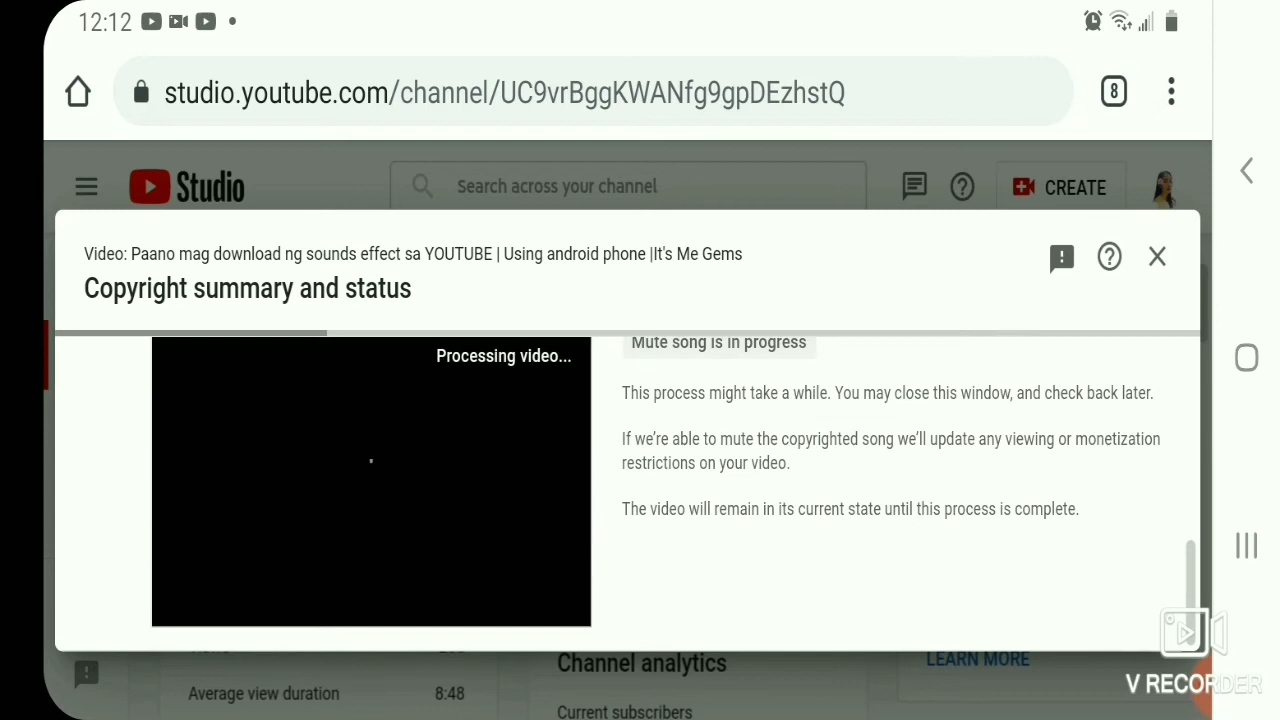 12:12
studio.youtube.com/channel/UC9vrBggKWANfg9gpDEzhstQ
8
Studio
Search across your channel
CREATE
Video: Paano mag download ng sounds effect sa YOUTUBE | Using android phone |It's Me Gems
Copyright summary and status
Processing video...
Mute song is in progress
This process might take a while. You may close this window, and check back later.
If we're able to mute the copyrighted song we'll update any viewing or monetization
restrictions on your video.
The video will remain in its current state until this process is complete.
Channel analytics
LEARN MORE
Average view duration
8:48
Current subscribers
V RECORDER